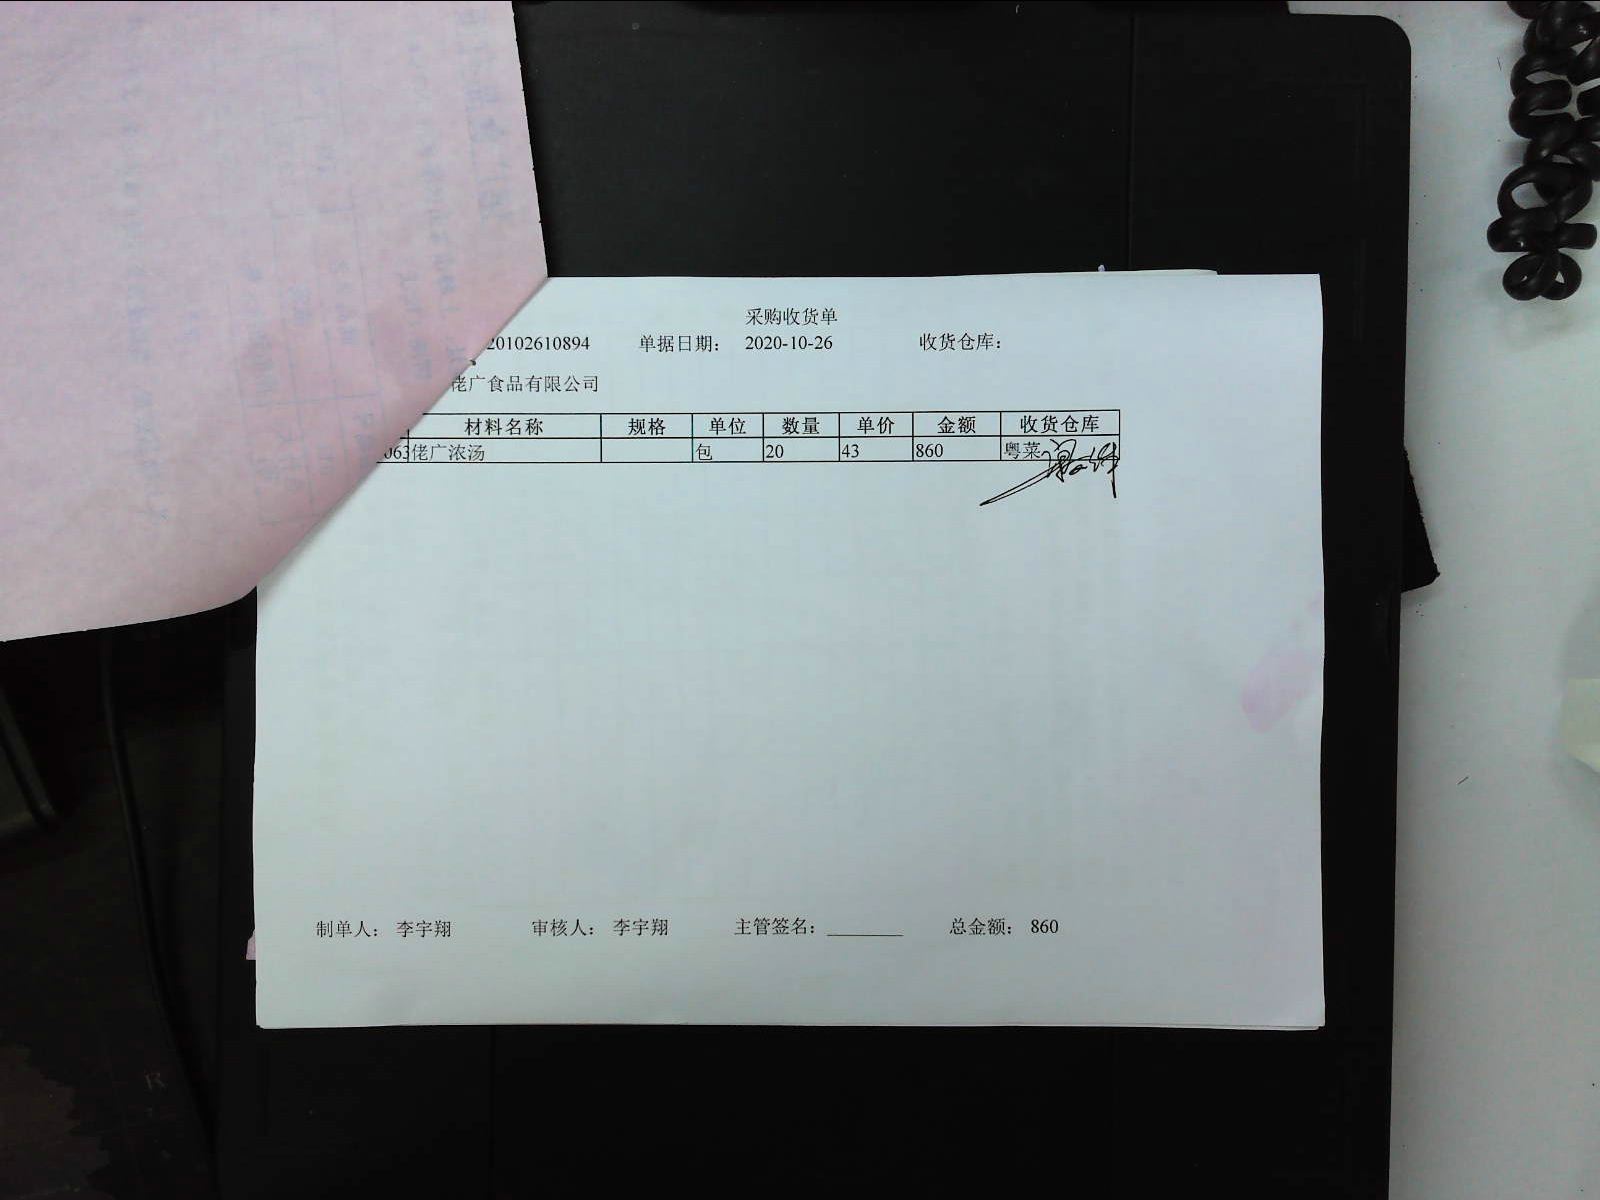 采购收货单
20102610894 单据日期： 2020-10-26 收货仓库：
佬广食品有限公司
材料名称 规格 单位 数量 单价 金额 收货仓库
063 佬广浓汤 包 20 43 860 粤菜
制单人： 李宇翔 审核人： 李宇翔 主管签名： 总金额： 860